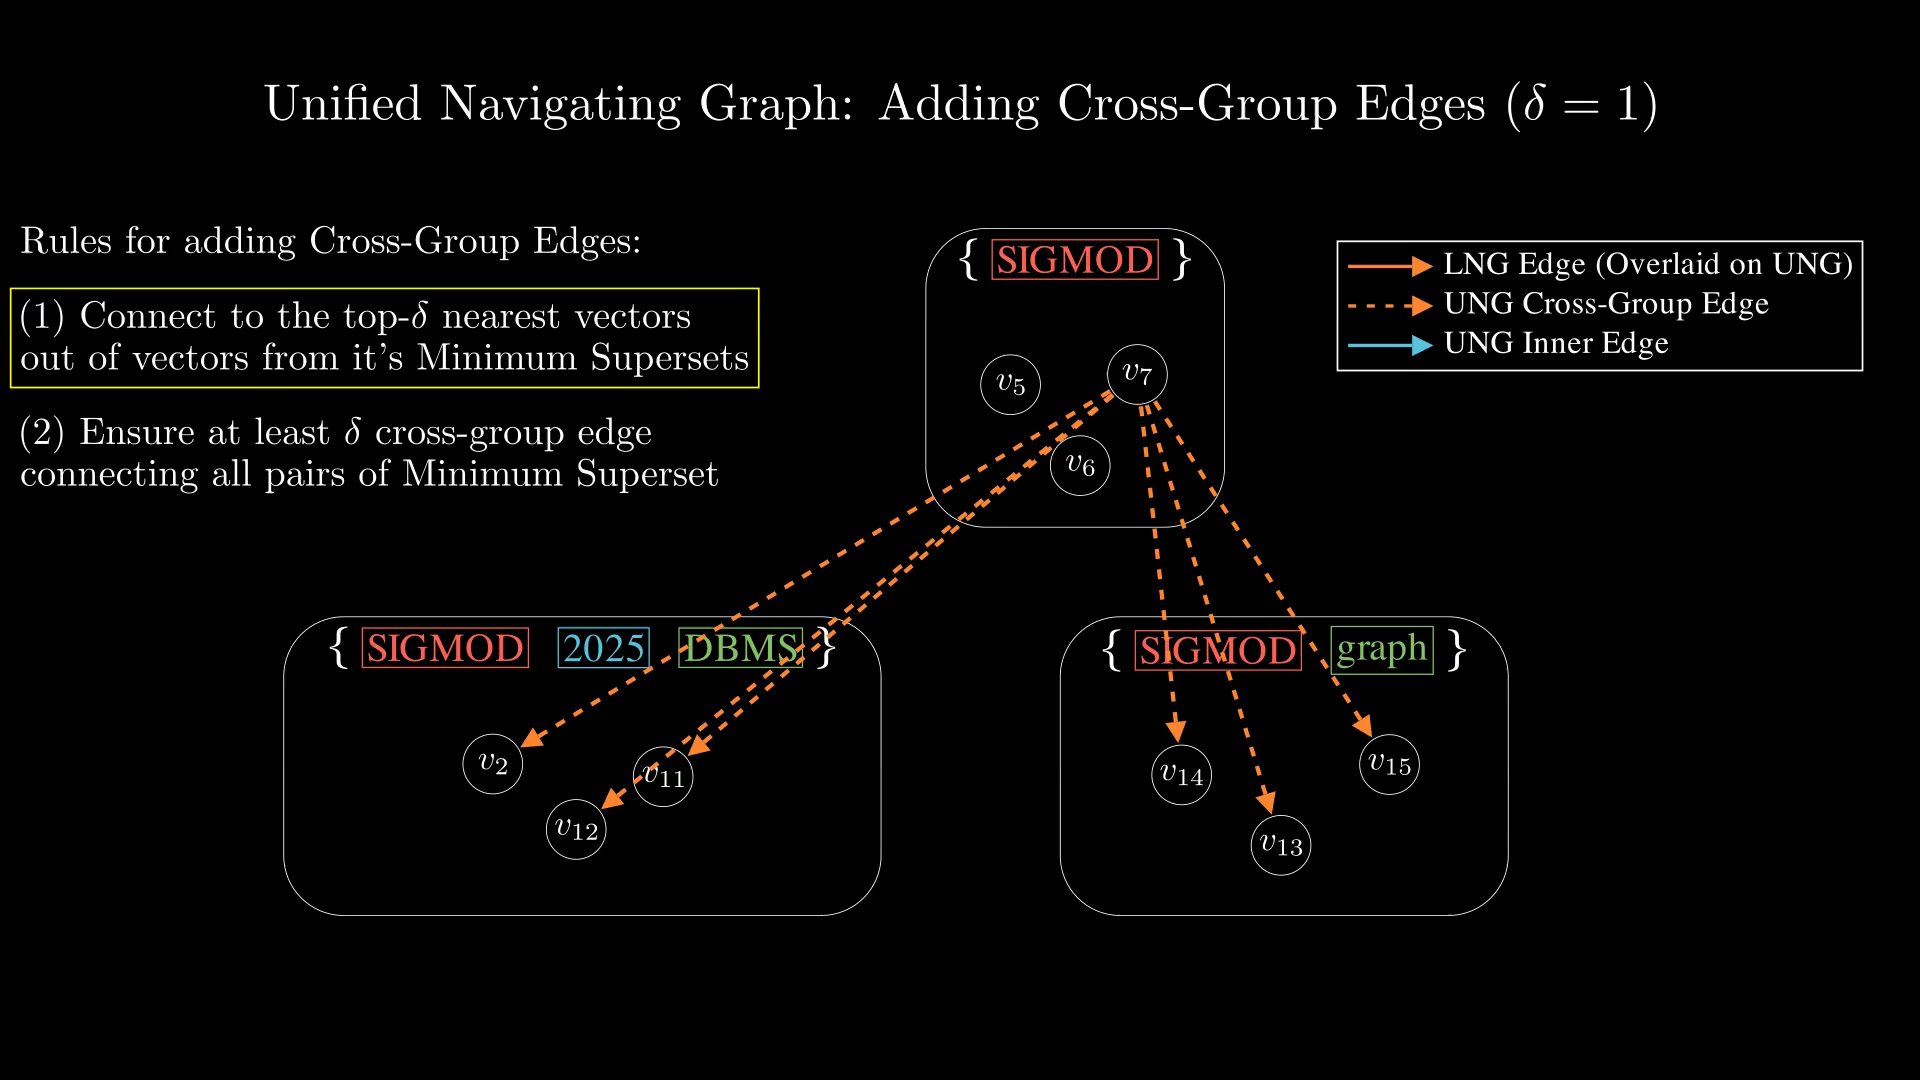 Unified Navigating Graph: Adding Cross-Group Edges (δ = 1)
Rules for adding Cross-Group Edges:
(1) Connect to the top-δ nearest vectors
out of vectors from it's Minimum Supersets
(2) Ensure at least δ cross-group edge
connecting all pairs of Minimum Superset
{ SIGMOD }
v5
v7
v6
LNG Edge (Overlaid on UNG)
UNG Cross-Group Edge
UNG Inner Edge
{ SIGMOD 2025 DBMS }
v2
v11
v12
{ SIGMOD graph }
v14
v15
v13